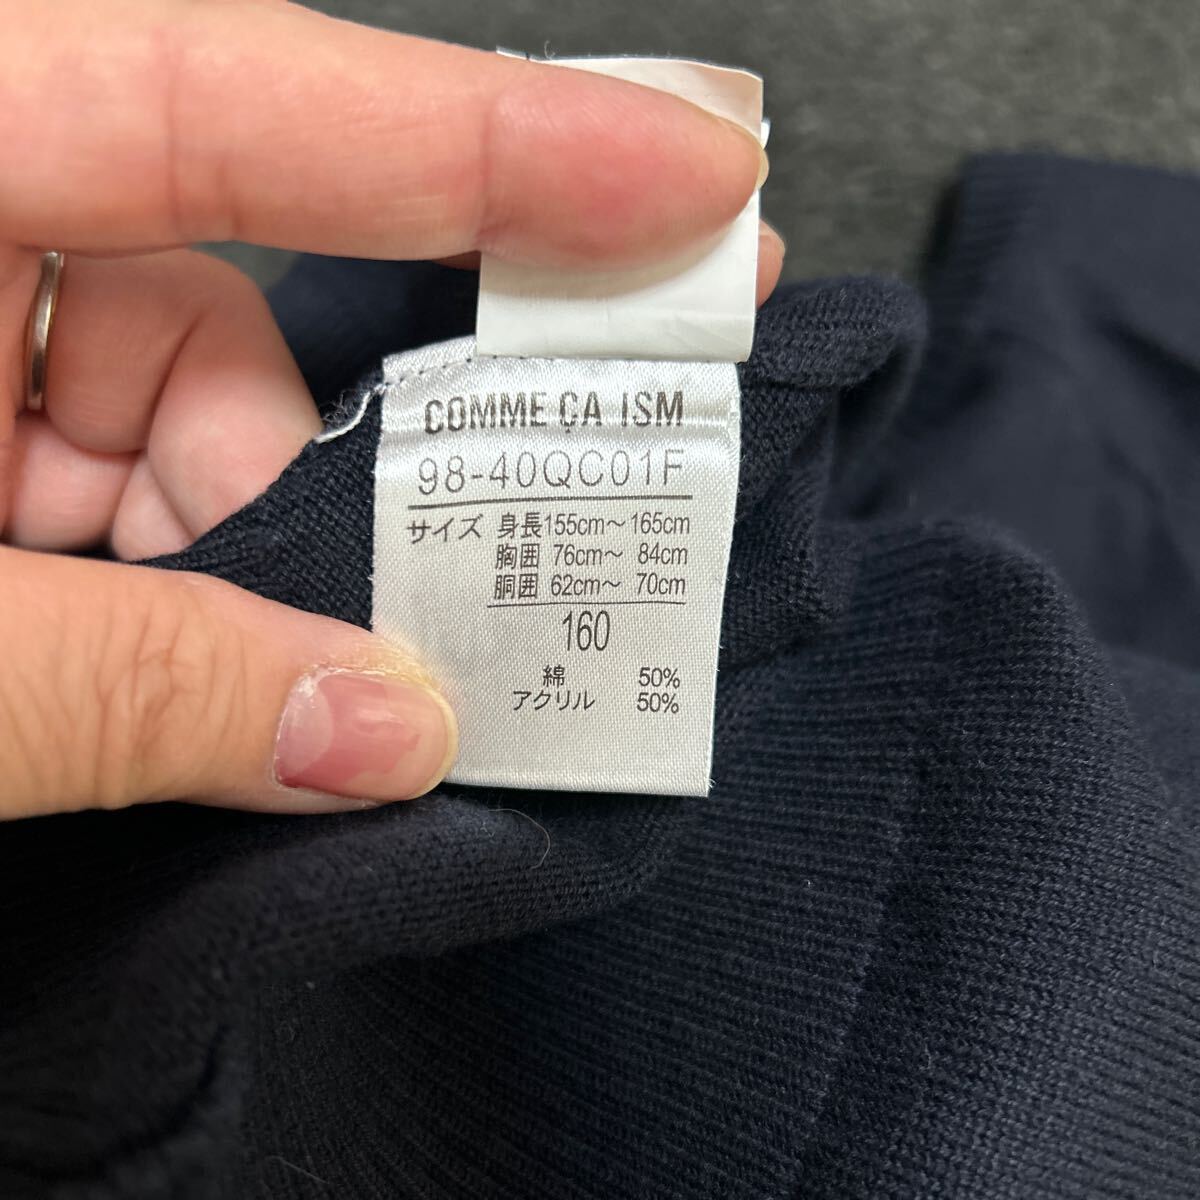 COMME ÇA ISM
98-40QC01F
サイズ 身長155cm〜165cm
胸囲 76cm〜 84cm
胴囲 62cm〜 70cm
160
綿 50%
アクリル 50%